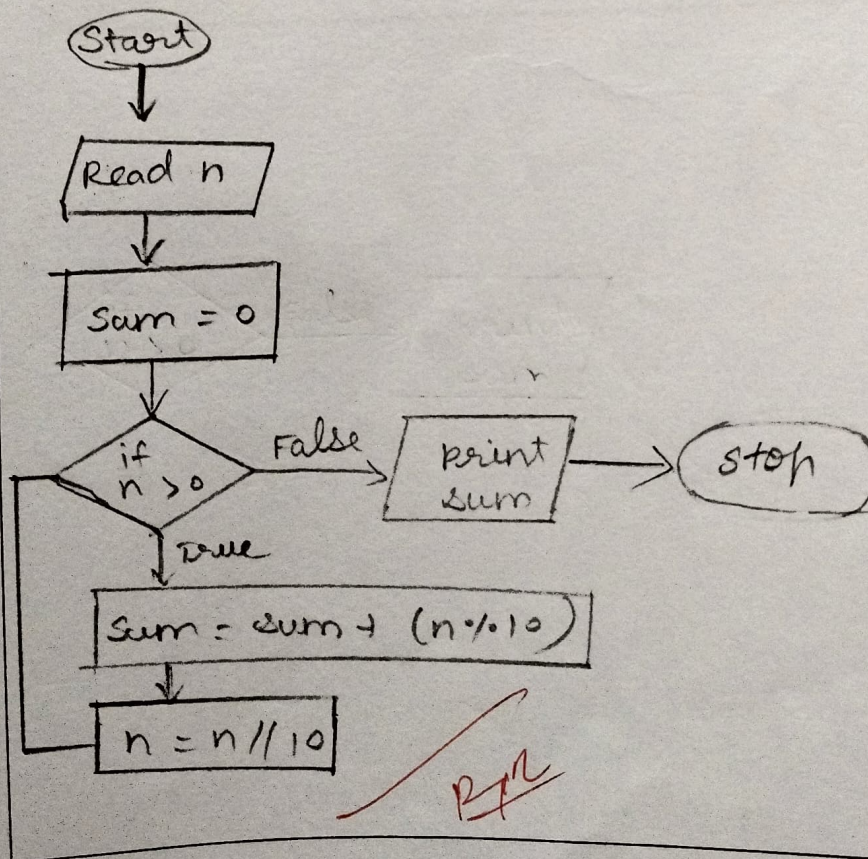 Start
Read n
Sum = 0
if
n > 0
False
print
sum
stop
True
Sum = sum + (n % 10)
n = n // 10